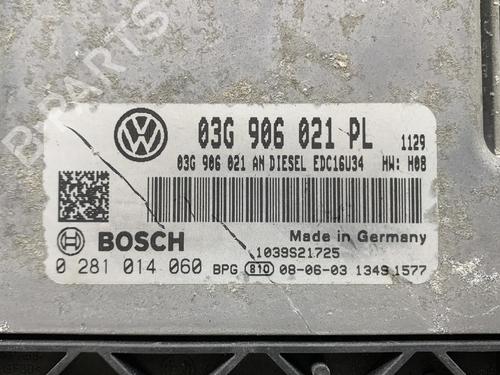 03G 906 021 PL 1129
03G 906 021 AN DIESEL EDC16U34 HW: H08
BOSCH
Made in Germany
1039S21725
0 281 014 060 BPG 810 08-06-03 1349 1577